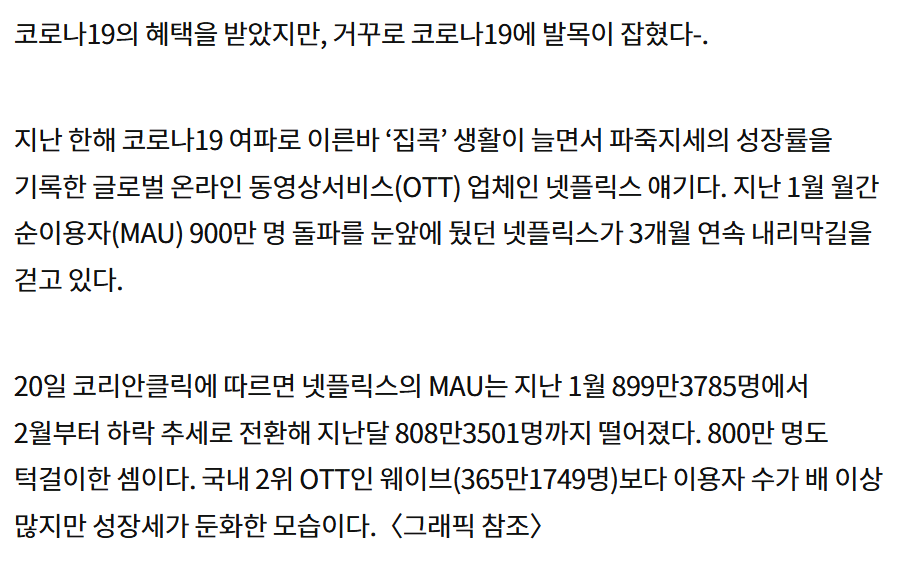 코로나19의 혜택을 받았지만, 거꾸로 코로나19에 발목이 잡혔다-.
지난 한해 코로나19 여파로 이른바 ‘집콕’ 생활이 늘면서 파죽지세의 성장률을
기록한 글로벌 온라인 동영상서비스(OTT) 업체인 넷플릭스 얘기다. 지난 1월 월간
순이용자(MAU) 900만 명 돌파를 눈앞에 뒀던 넷플릭스가 3개월 연속 내리막길을
걷고 있다.
20일 코리안클릭에 따르면 넷플릭스의 MAU는 지난 1월 899만3785명에서
2월부터 하락 추세로 전환해 지난달 808만3501명까지 떨어졌다. 800만 명도
턱걸이한 셈이다. 국내 2위 OTT인 웨이브(365만1749명)보다 이용자 수가 배 이상
많지만 성장세가 둔화한 모습이다.〈그래픽 참조〉